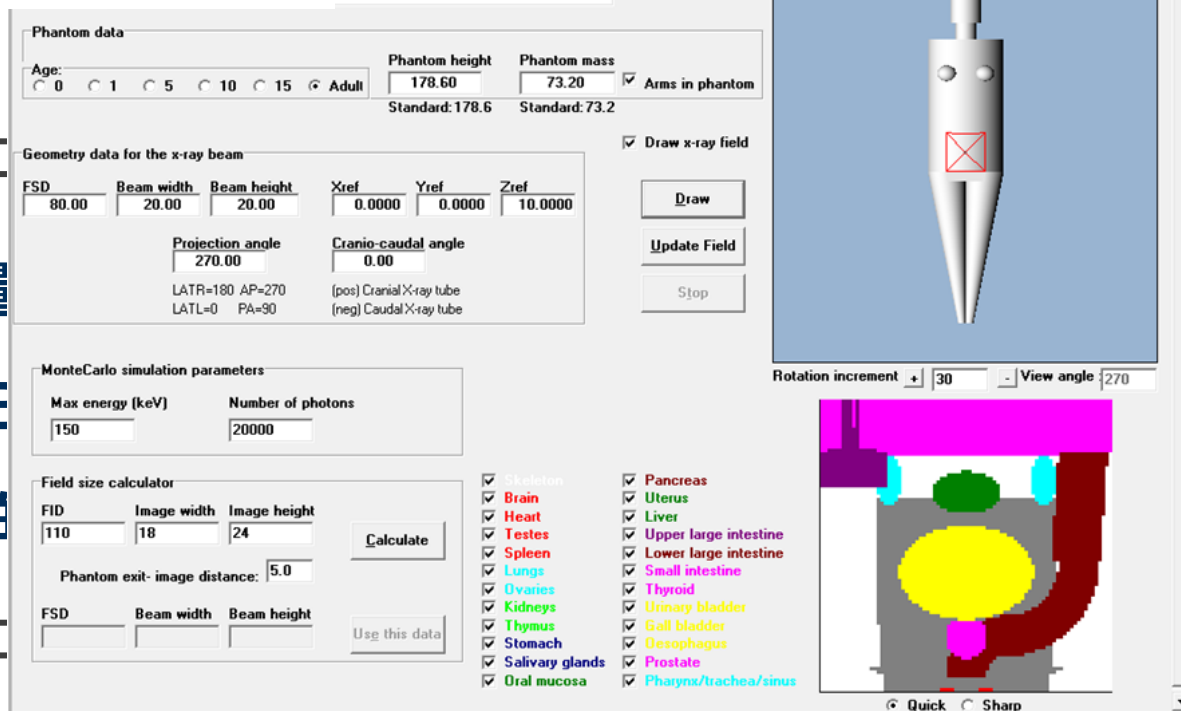 Phantom data
Age:
0 1 5 10 15 Adult
Phantom height Phantom mass
178.60 73.20 Arms in phantom
Standard:178.6 Standard:73.2
Draw x-ray field
Geometry data for the x-ray beam
FSD Beam width Beam height Xref Yref Zref
80.00 20.00 20.00 0.0000 0.0000 10.0000
Draw
Projection angle Cranio-caudal angle
270.00 0.00
Update Field
LATR=180 AP=270 (pos) Cranial X-ray tube
LATL=0 PA=90 (neg) Caudal X-ray tube
Stop
MonteCarlo simulation parameters
Max energy (keV) Number of photons
150 20000
Rotation increment + 30 - View angle :270
Field size calculator
FID Image width Image height
110 18 24
Calculate
Phantom exit- image distance: 5.0
FSD Beam width Beam height
Use this data
Skeleton Pancreas
Brain Uterus
Heart Liver
Testes Upper large intestine
Spleen Lower large intestine
Lungs Small intestine
Ovaries Thyroid
Kidneys Urinary bladder
Thymus Gall bladder
Stomach Oesophagus
Salivary glands Prostate
Oral mucosa Pharynx/trachea/sinus
Quick Sharp